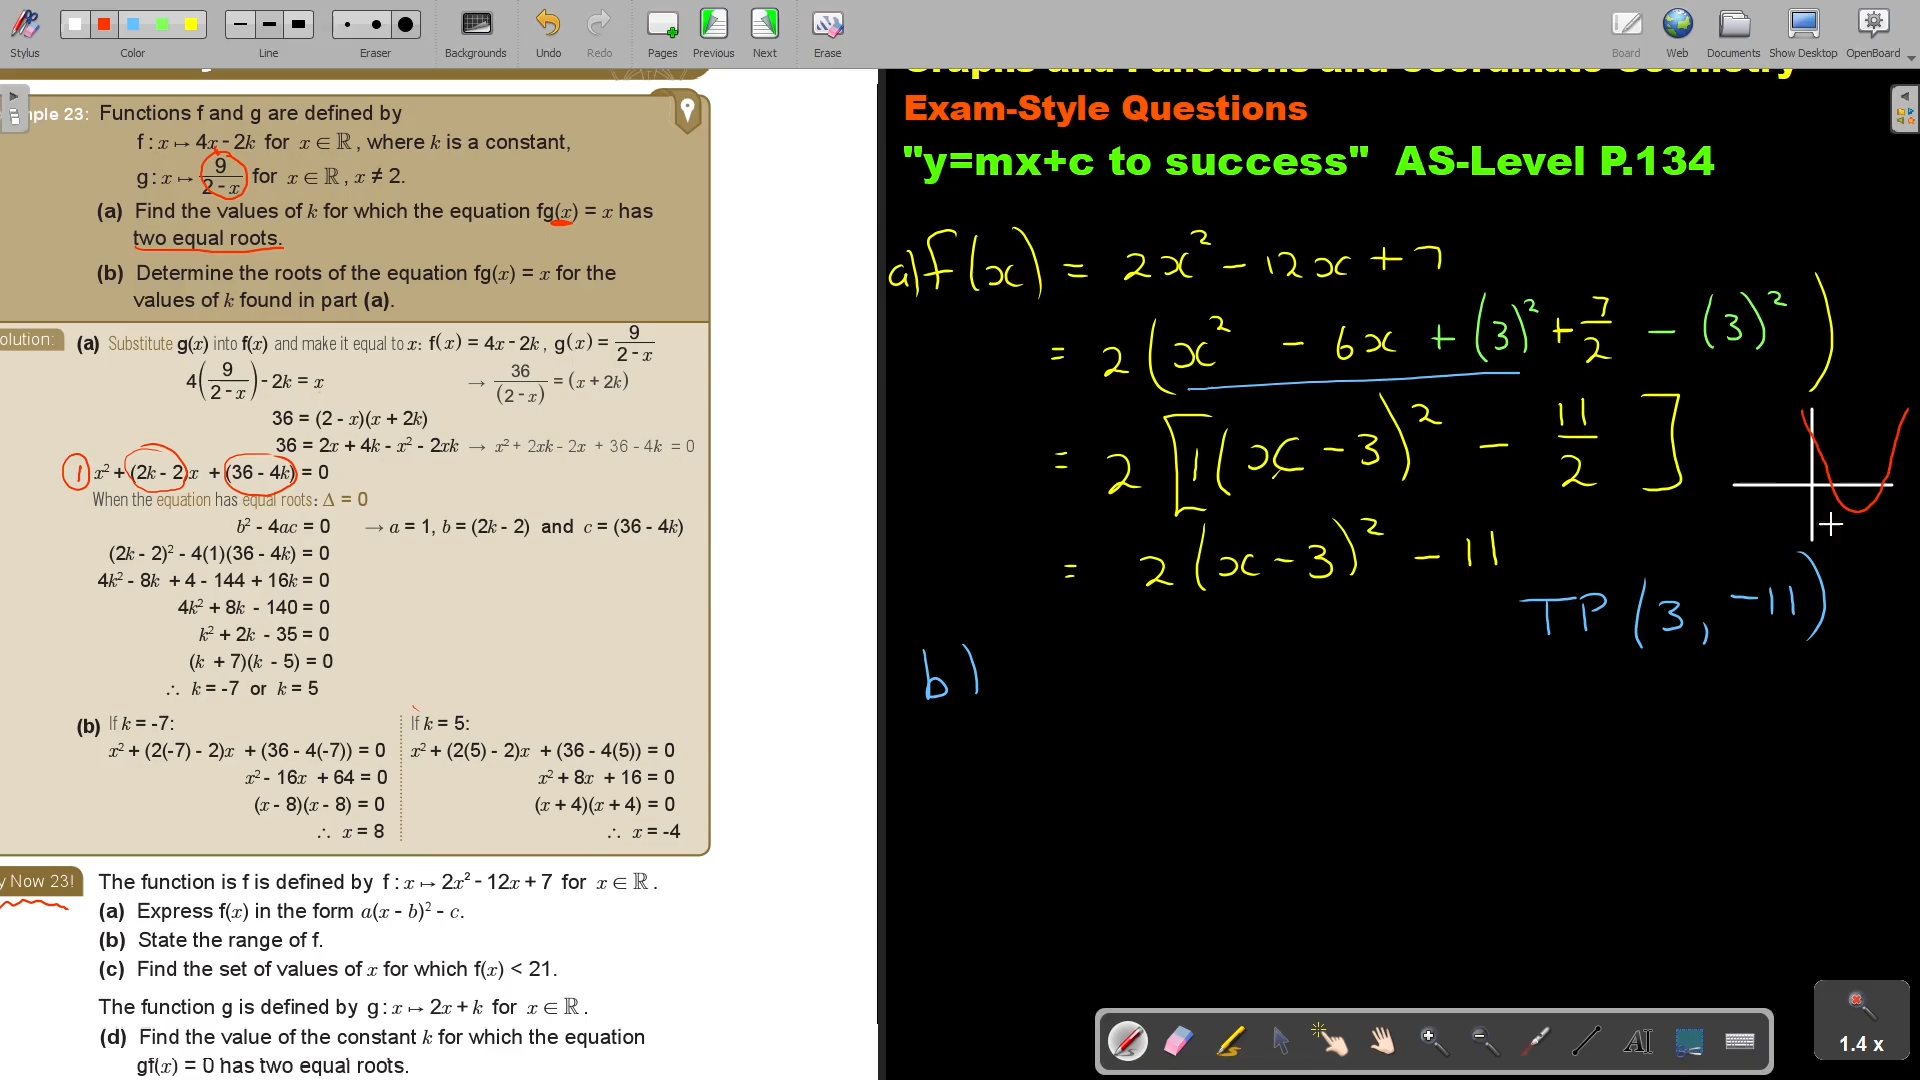 Stylus
Color
Line
Eraser
Backgrounds
Undo
Redo
Pages
Previous
Next
Erase
Board
Web
Documents
Show Desktop
OpenBoard
mple 23: Functions f and g are defined by
f : x ↦ 4x - 2k for x ∈ ℝ, where k is a constant,
g : x ↦ 9/(2 - x) for x ∈ ℝ, x ≠ 2.
(a) Find the values of k for which the equation fg(x) = x has
two equal roots.
(b) Determine the roots of the equation fg(x) = x for the
values of k found in part (a).
olution: (a) Substitute g(x) into f(x) and make it equal to x: f(x) = 4x - 2k, g(x) = 9/(2 - x)
4(9/(2 - x)) - 2k = x → 36/(2 - x) = (x + 2k)
36 = (2 - x)(x + 2k)
36 = 2x + 4k - x² - 2xk → x² + 2xk - 2x + 36 - 4k = 0
1 x² + (2k - 2)x + (36 - 4k) = 0
When the equation has equal roots: Δ = 0
b² - 4ac = 0 → a = 1, b = (2k - 2) and c = (36 - 4k)
(2k - 2)² - 4(1)(36 - 4k) = 0
4k² - 8k + 4 - 144 + 16k = 0
4k² + 8k - 140 = 0
k² + 2k - 35 = 0
(k + 7)(k - 5) = 0
∴ k = -7 or k = 5
(b) If k = -7:
x² + (2(-7) - 2)x + (36 - 4(-7)) = 0
x² - 16x + 64 = 0
(x - 8)(x - 8) = 0
∴ x = 8
If k = 5:
x² + (2(5) - 2)x + (36 - 4(5)) = 0
x² + 8x + 16 = 0
(x + 4)(x + 4) = 0
∴ x = -4
y Now 23! The function is f is defined by f : x ↦ 2x² - 12x + 7 for x ∈ ℝ.
(a) Express f(x) in the form a(x - b)² - c.
(b) State the range of f.
(c) Find the set of values of x for which f(x) < 21.
The function g is defined by g : x ↦ 2x + k for x ∈ ℝ.
(d) Find the value of the constant k for which the equation
gf(x) = 0 has two equal roots.
Graphs and Functions and Coordinate Geometry
Exam-Style Questions
"y=mx+c to success" AS-Level P.134
a) f(x) = 2x² - 12x + 7
= 2(x² - 6x + (3)² + 7/2 - (3)²)
= 2[1(x - 3)² - 11/2]
= 2(x - 3)² - 11
TP (3, -11)
b)
1.4 x